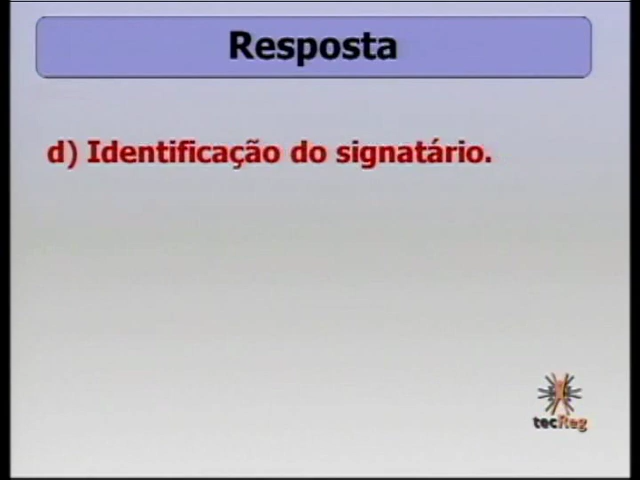 Resposta
d) Identificação do signatário.
tecReg